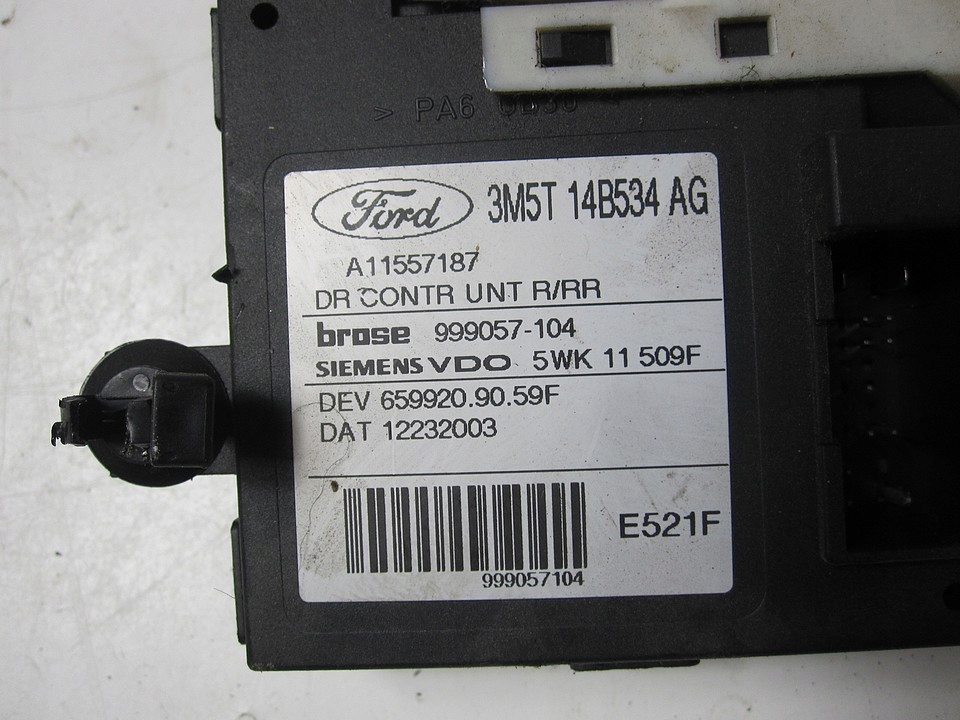 > PA6 GB30
Ford 3M5T 14B534 AG
A11557187
DR CONTR UNT R/RR
brose 999057-104
SIEMENS VDO 5WK 11 509F
DEV 659920.90.59F
DAT 12232003
E521F
999057104